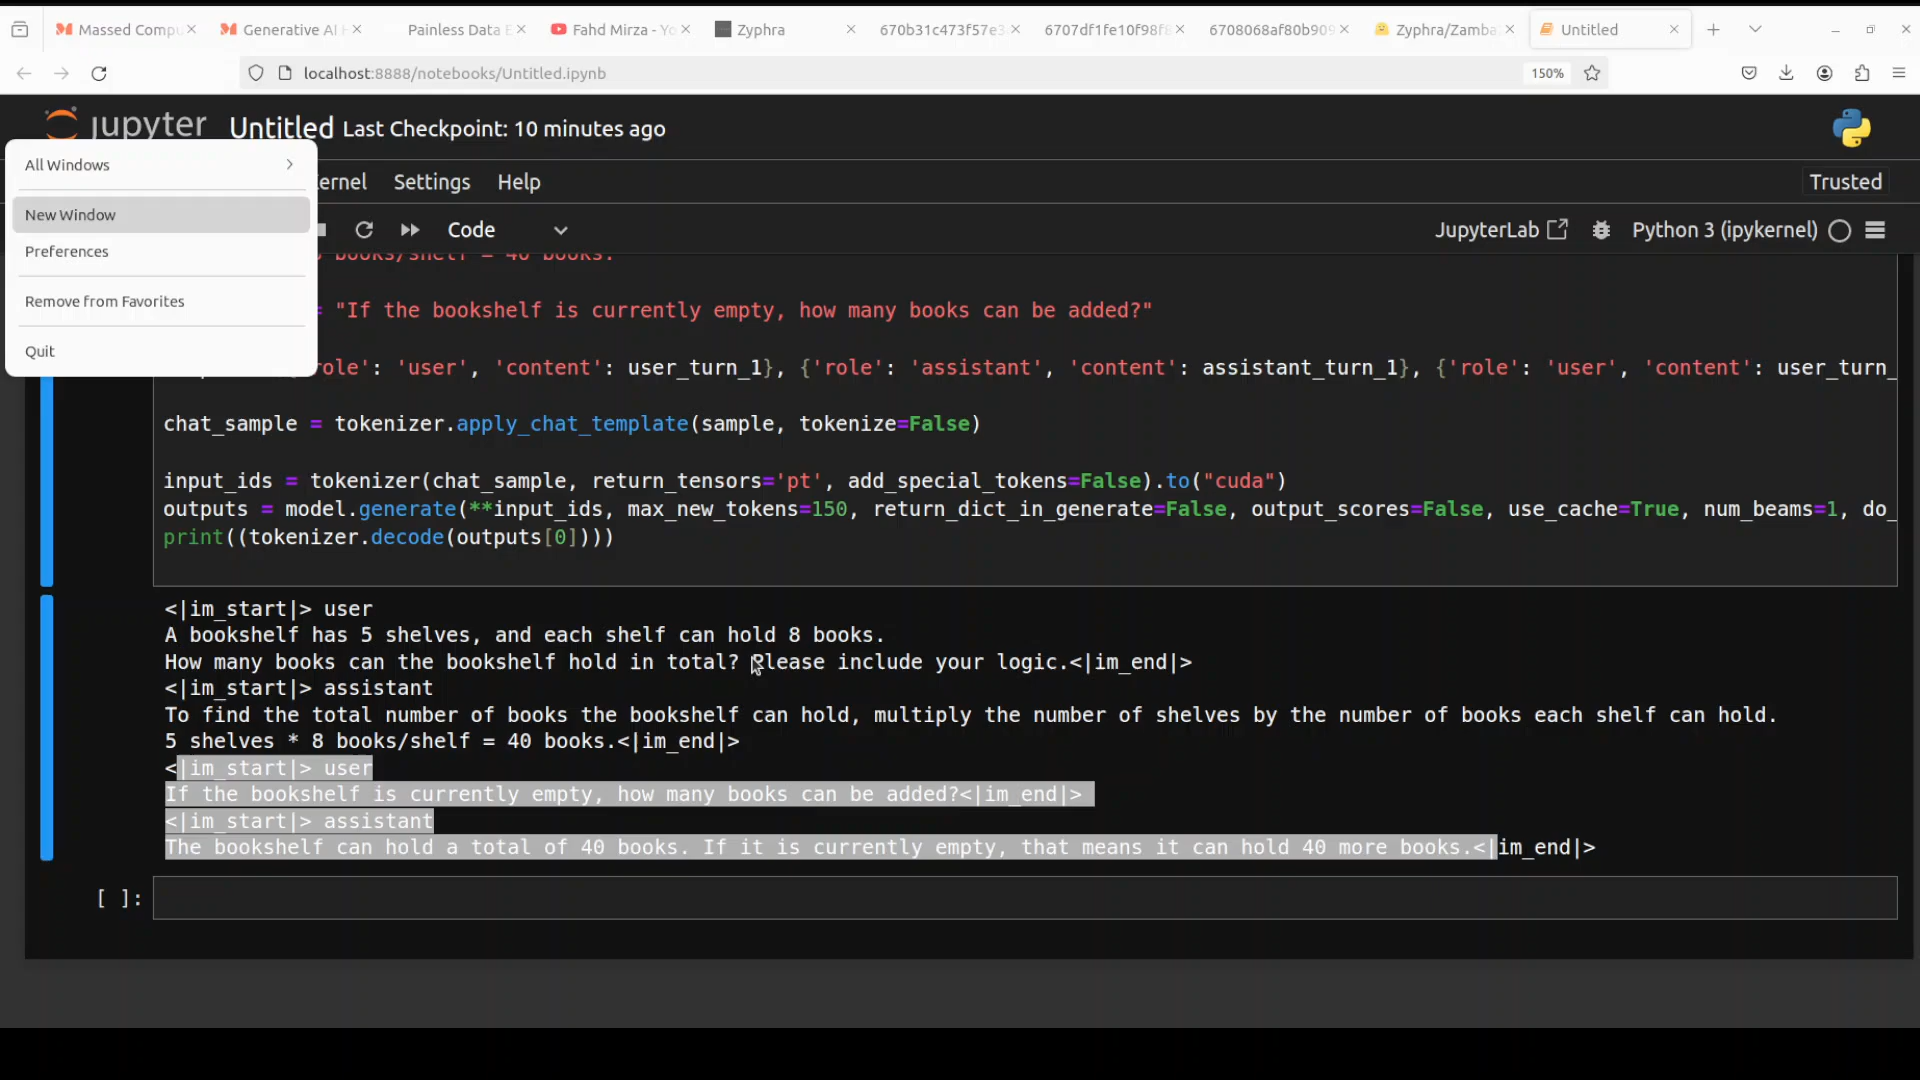 Massed Compu
Generative AI
Painless Data E
Fahd Mirza - Yo
Zyphra
670b31c473f57e3
6707df1fe10f98f8
6708068af80b909
Zyphra/Zamba
Untitled
localhost:8888/notebooks/Untitled.ipynb
150%
jupyter Untitled Last Checkpoint: 10 minutes ago
All Windows
New Window
Preferences
Remove from Favorites
Quit
ernel Settings Help
Trusted
Code
JupyterLab
Python 3 (ipykernel)
books/shelf = 40 books.
= "If the bookshelf is currently empty, how many books can be added?"
role': 'user', 'content': user_turn_1}, {'role': 'assistant', 'content': assistant_turn_1}, {'role': 'user', 'content': user_turn_
chat_sample = tokenizer.apply_chat_template(sample, tokenize=False)
input_ids = tokenizer(chat_sample, return_tensors='pt', add_special_tokens=False).to("cuda")
outputs = model.generate(**input_ids, max_new_tokens=150, return_dict_in_generate=False, output_scores=False, use_cache=True, num_beams=1, do_
print((tokenizer.decode(outputs[0])))
<|im_start|> user
A bookshelf has 5 shelves, and each shelf can hold 8 books.
How many books can the bookshelf hold in total? Please include your logic.<|im_end|>
<|im_start|> assistant
To find the total number of books the bookshelf can hold, multiply the number of shelves by the number of books each shelf can hold.
5 shelves * 8 books/shelf = 40 books.<|im_end|>
<|im_start|> user
If the bookshelf is currently empty, how many books can be added?<|im_end|>
<|im_start|> assistant
The bookshelf can hold a total of 40 books. If it is currently empty, that means it can hold 40 more books.<|im_end|>
[ ]: